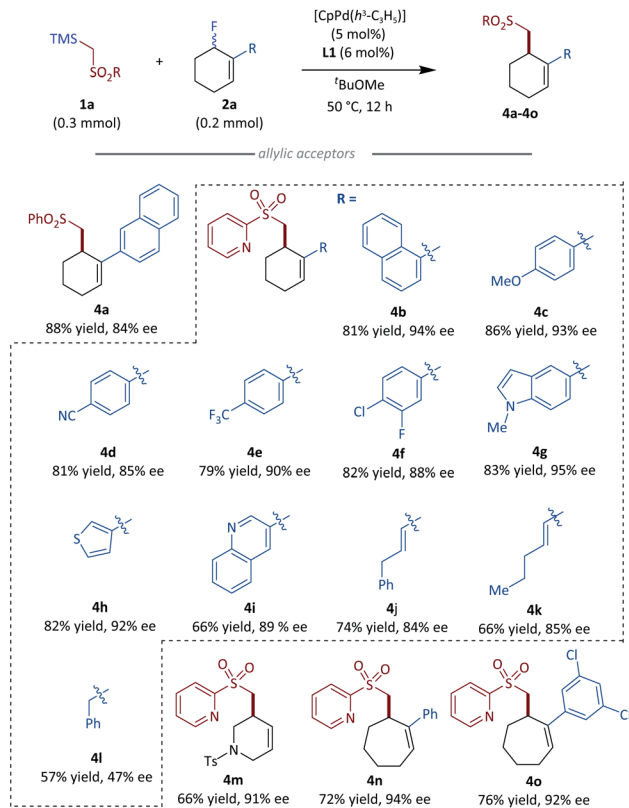 TMS
SO₂R
1a
(0.3 mmol)
+
F
R
2a
(0.2 mmol)
[CpPd(h³-C₃H₅)]
(5 mol%)
L1 (6 mol%)
ᵗBuOMe
50 °C, 12 h
RO₂S
R
4a-4o
allylic acceptors
PhO₂S
4a
88% yield, 84% ee
O O
S
N
R
R =
4b
81% yield, 94% ee
MeO
4c
86% yield, 93% ee
NC
4d
81% yield, 85% ee
F₃C
4e
79% yield, 90% ee
Cl
F
4f
82% yield, 88% ee
N
Me
4g
83% yield, 95% ee
S
4h
82% yield, 92% ee
N
4i
66% yield, 89 % ee
Ph
4j
74% yield, 84% ee
Me
4k
66% yield, 85% ee
Ph
4l
57% yield, 47% ee
O O
S
N
Ts N
4m
66% yield, 91% ee
O O
S
N
Ph
4n
72% yield, 94% ee
O O
S
N
Cl
Cl
4o
76% yield, 92% ee